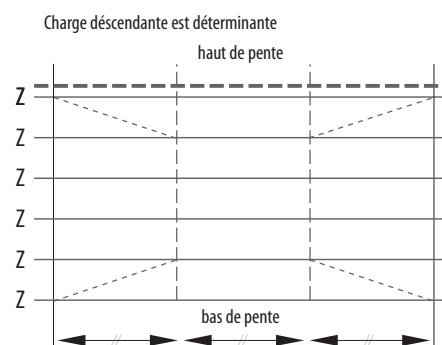 Charge déscendante est déterminante
haut de pente
Z
Z
Z
Z
Z
Z
bas de pente